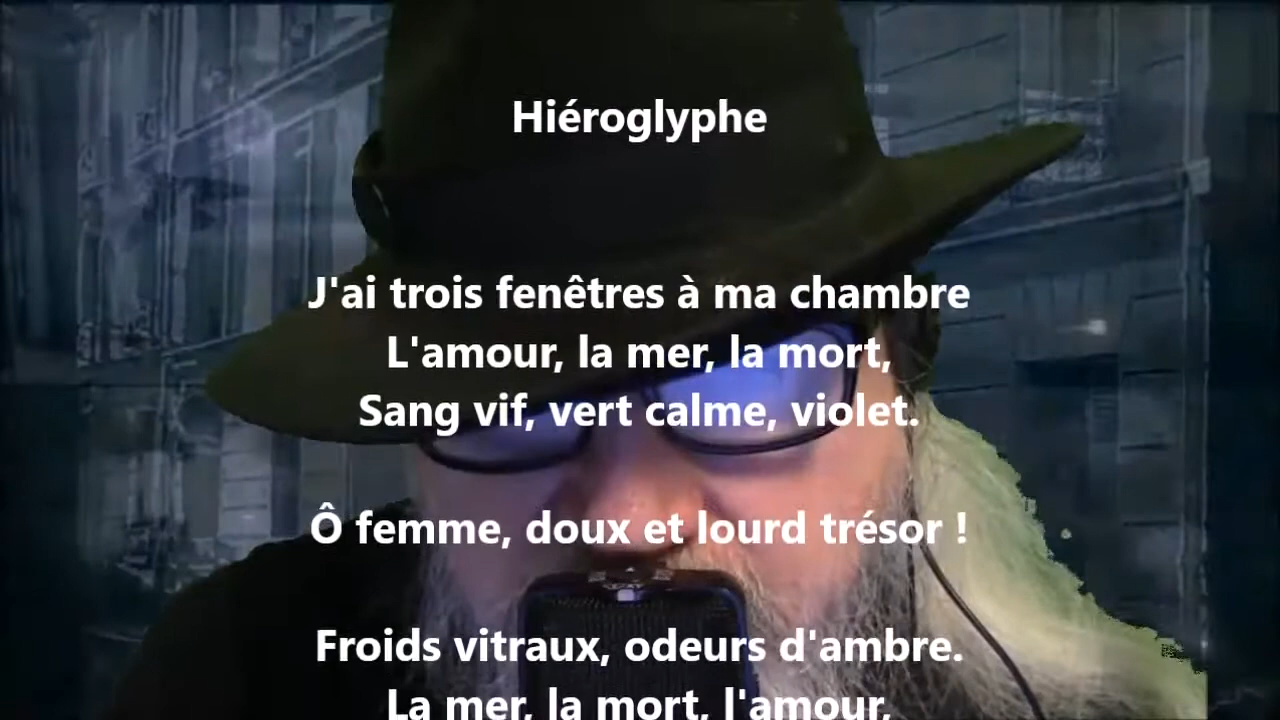 Hiéroglyphe
J'ai trois fenêtres à ma chambre
L'amour, la mer, la mort,
Sang vif, vert calme, violet.
Ô femme, doux et lourd trésor !
Froids vitraux, odeurs d'ambre.
La mer, la mort, l'amour,